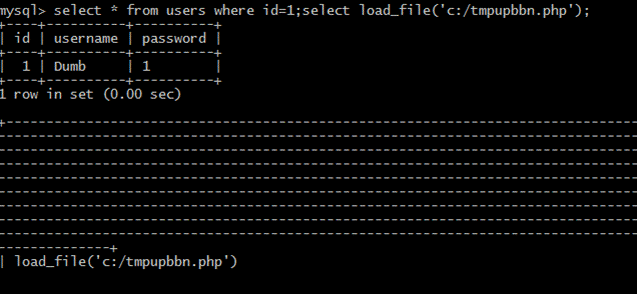 mysql> select * from users where id=1;select load_file('c:/tmpupbbn.php');
+----+----------+----------+
| id | username | password |
+----+----------+----------+
| 1 | Dumb | 1 |
+----+----------+----------+
1 row in set (0.00 sec)
+-------------------------------------------------------------------------------
--------------------------------------------------------------------------------
--------------------------------------------------------------------------------
--------------------------------------------------------------------------------
--------------------------------------------------------------------------------
--------------------------------------------------------------------------------
--------------------------------------------------------------------------------
--------------------------------------------------------------------------------
--------------------------------------------------------------------------------
--------------+
| load_file('c:/tmpupbbn.php')